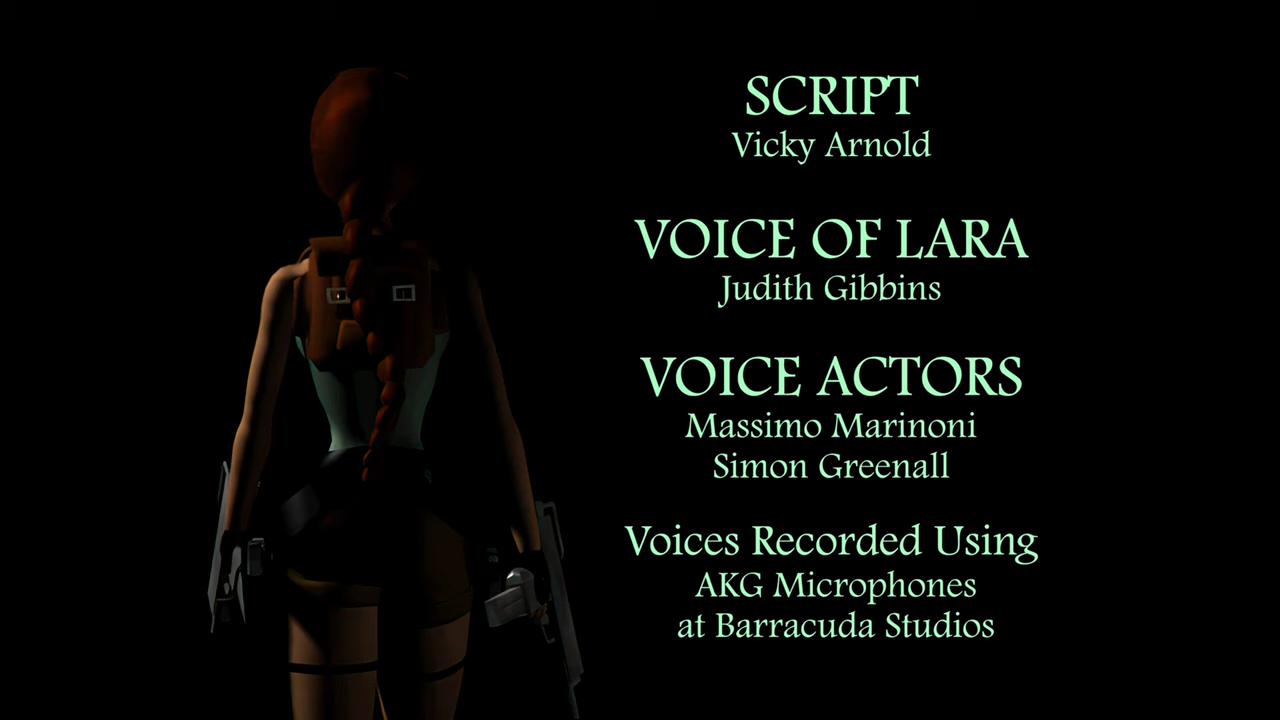 SCRIPT
Vicky Arnold
VOICE OF LARA
Judith Gibbins
VOICE ACTORS
Massimo Marinoni
Simon Greenall
Voices Recorded Using
AKG Microphones
at Barracuda Studios